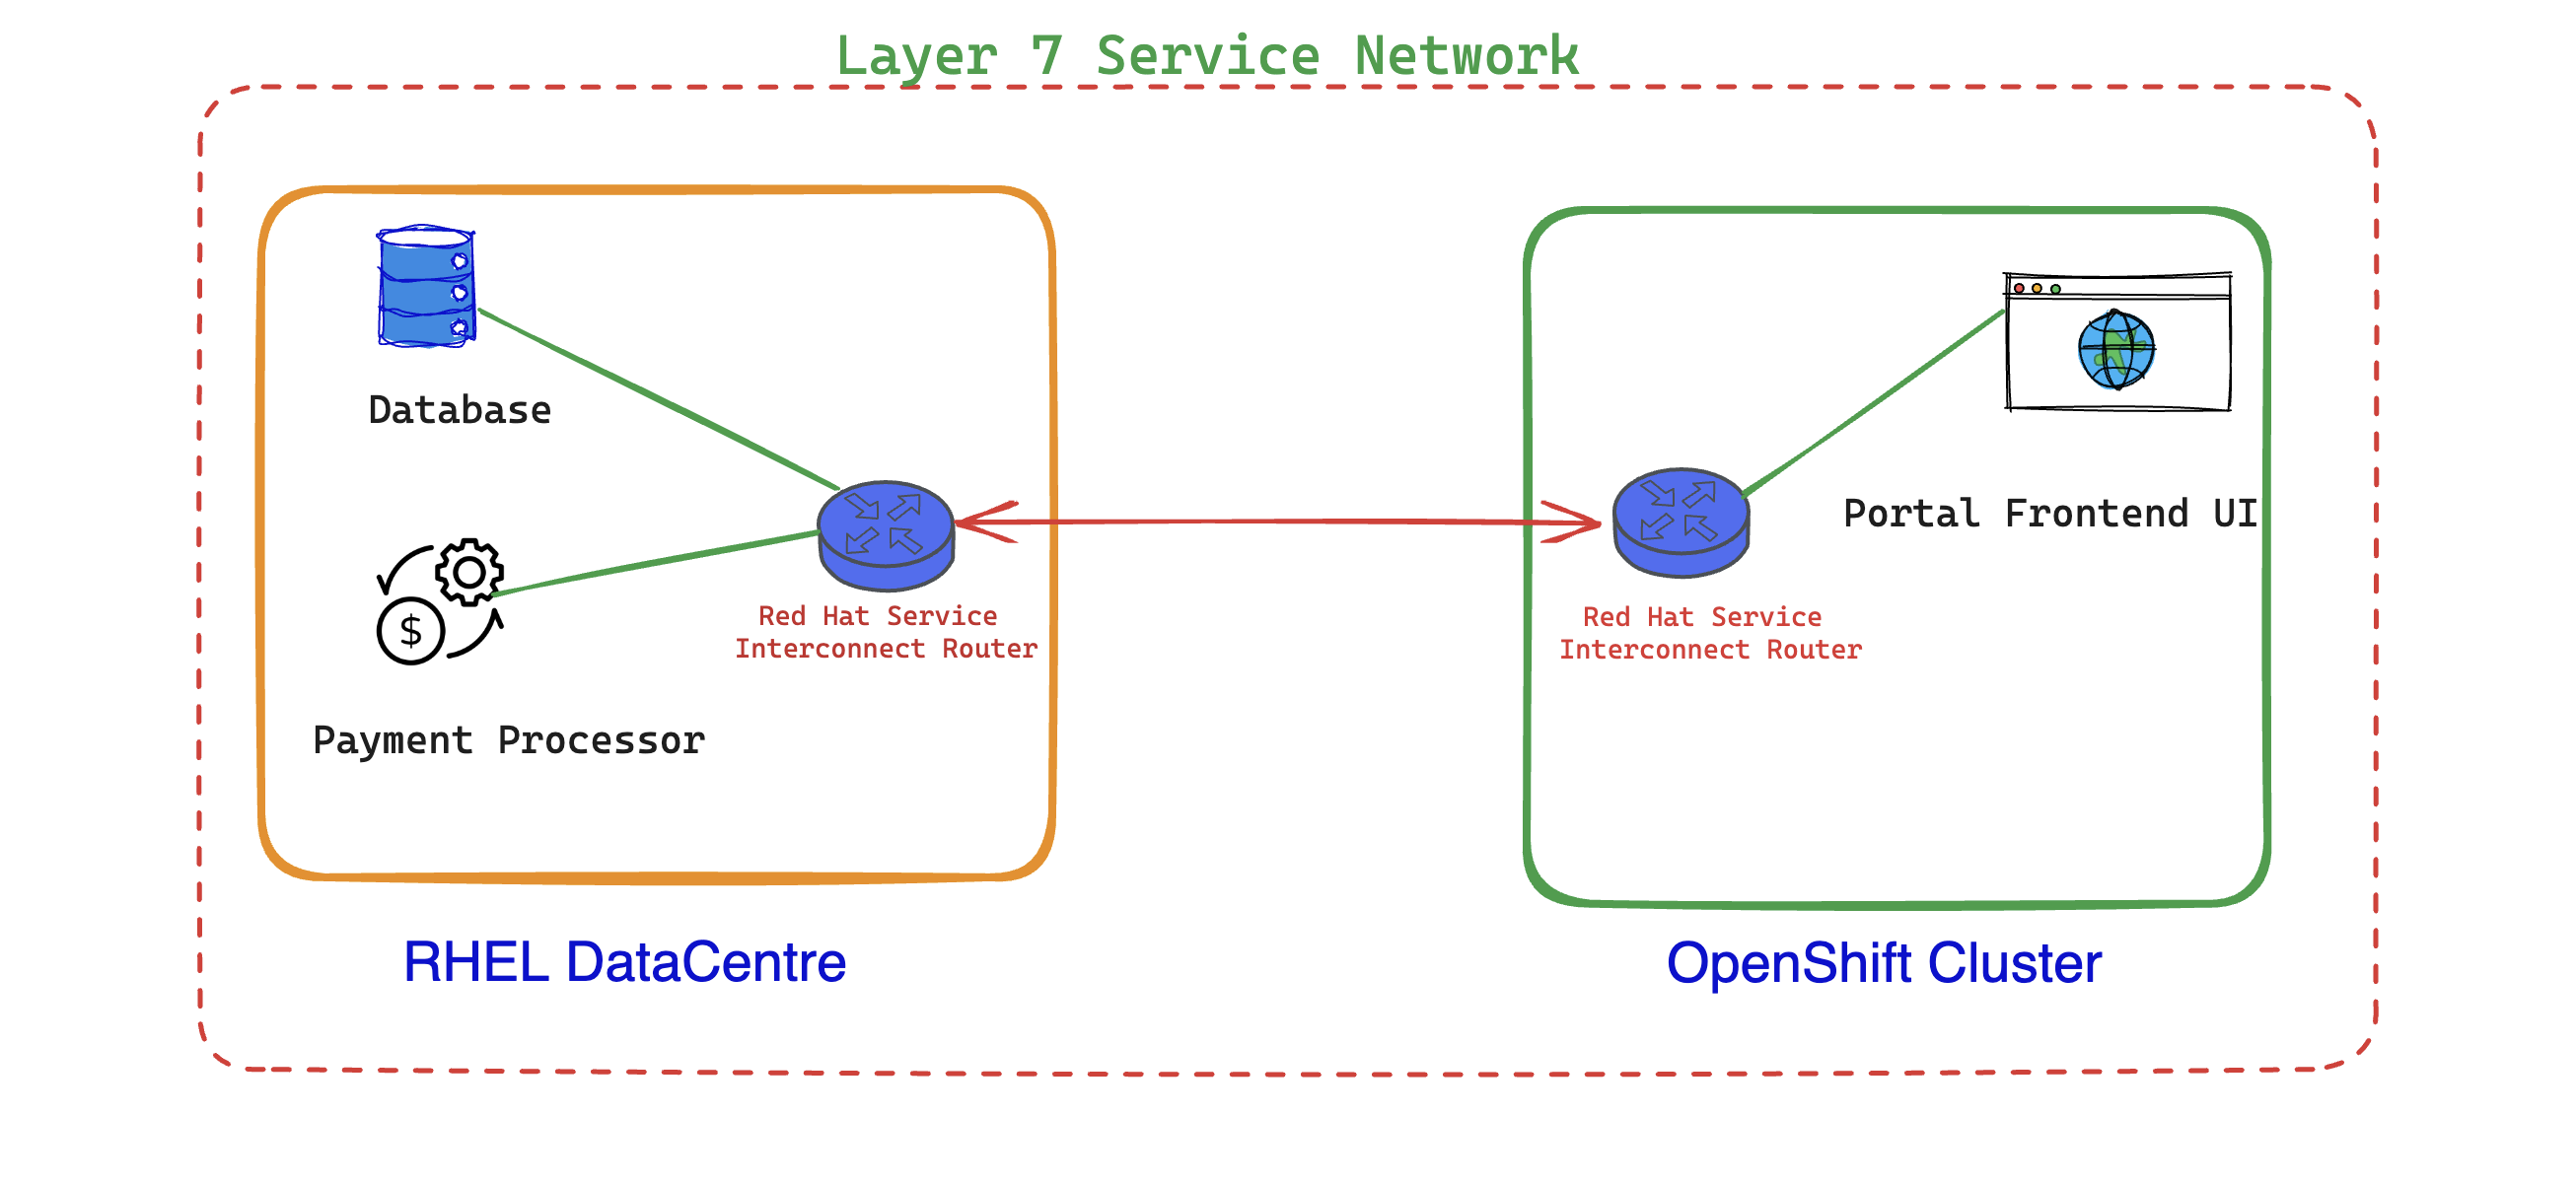 Layer 7 Service Network
Database
Payment Processor
$
Red Hat Service
Interconnect Router
RHEL DataCentre
Portal Frontend UI
Red Hat Service
Interconnect Router
OpenShift Cluster